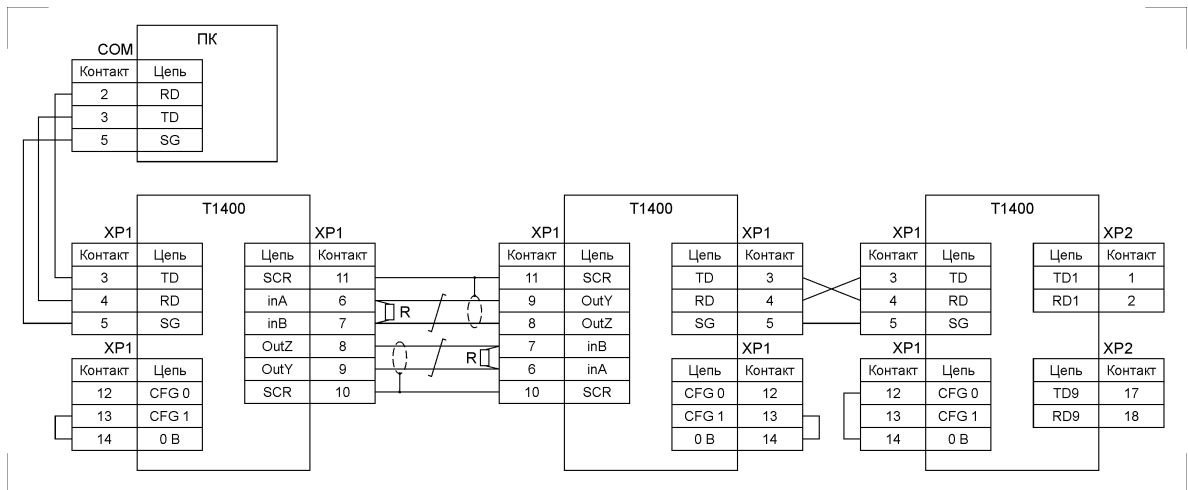 ПК
COM
Контакт Цепь
2 RD
3 TD
5 SG
T1400
XP1
Контакт Цепь
3 TD
4 RD
5 SG
XP1
Контакт Цепь
12 CFG 0
13 CFG 1
14 0 В
XP1
Цепь Контакт
SCR 11
inA 6
inB 7
OutZ 8
OutY 9
SCR 10
R
R
T1400
XP1
Контакт Цепь
11 SCR
9 OutY
8 OutZ
7 inB
6 inA
10 SCR
XP1
Цепь Контакт
TD 3
RD 4
SG 5
XP1
Цепь Контакт
CFG 0 12
CFG 1 13
0 В 14
T1400
XP1
Контакт Цепь
3 TD
4 RD
5 SG
XP1
Контакт Цепь
12 CFG 0
13 CFG 1
14 0 В
XP2
Цепь Контакт
TD1 1
RD1 2
XP2
Цепь Контакт
TD9 17
RD9 18